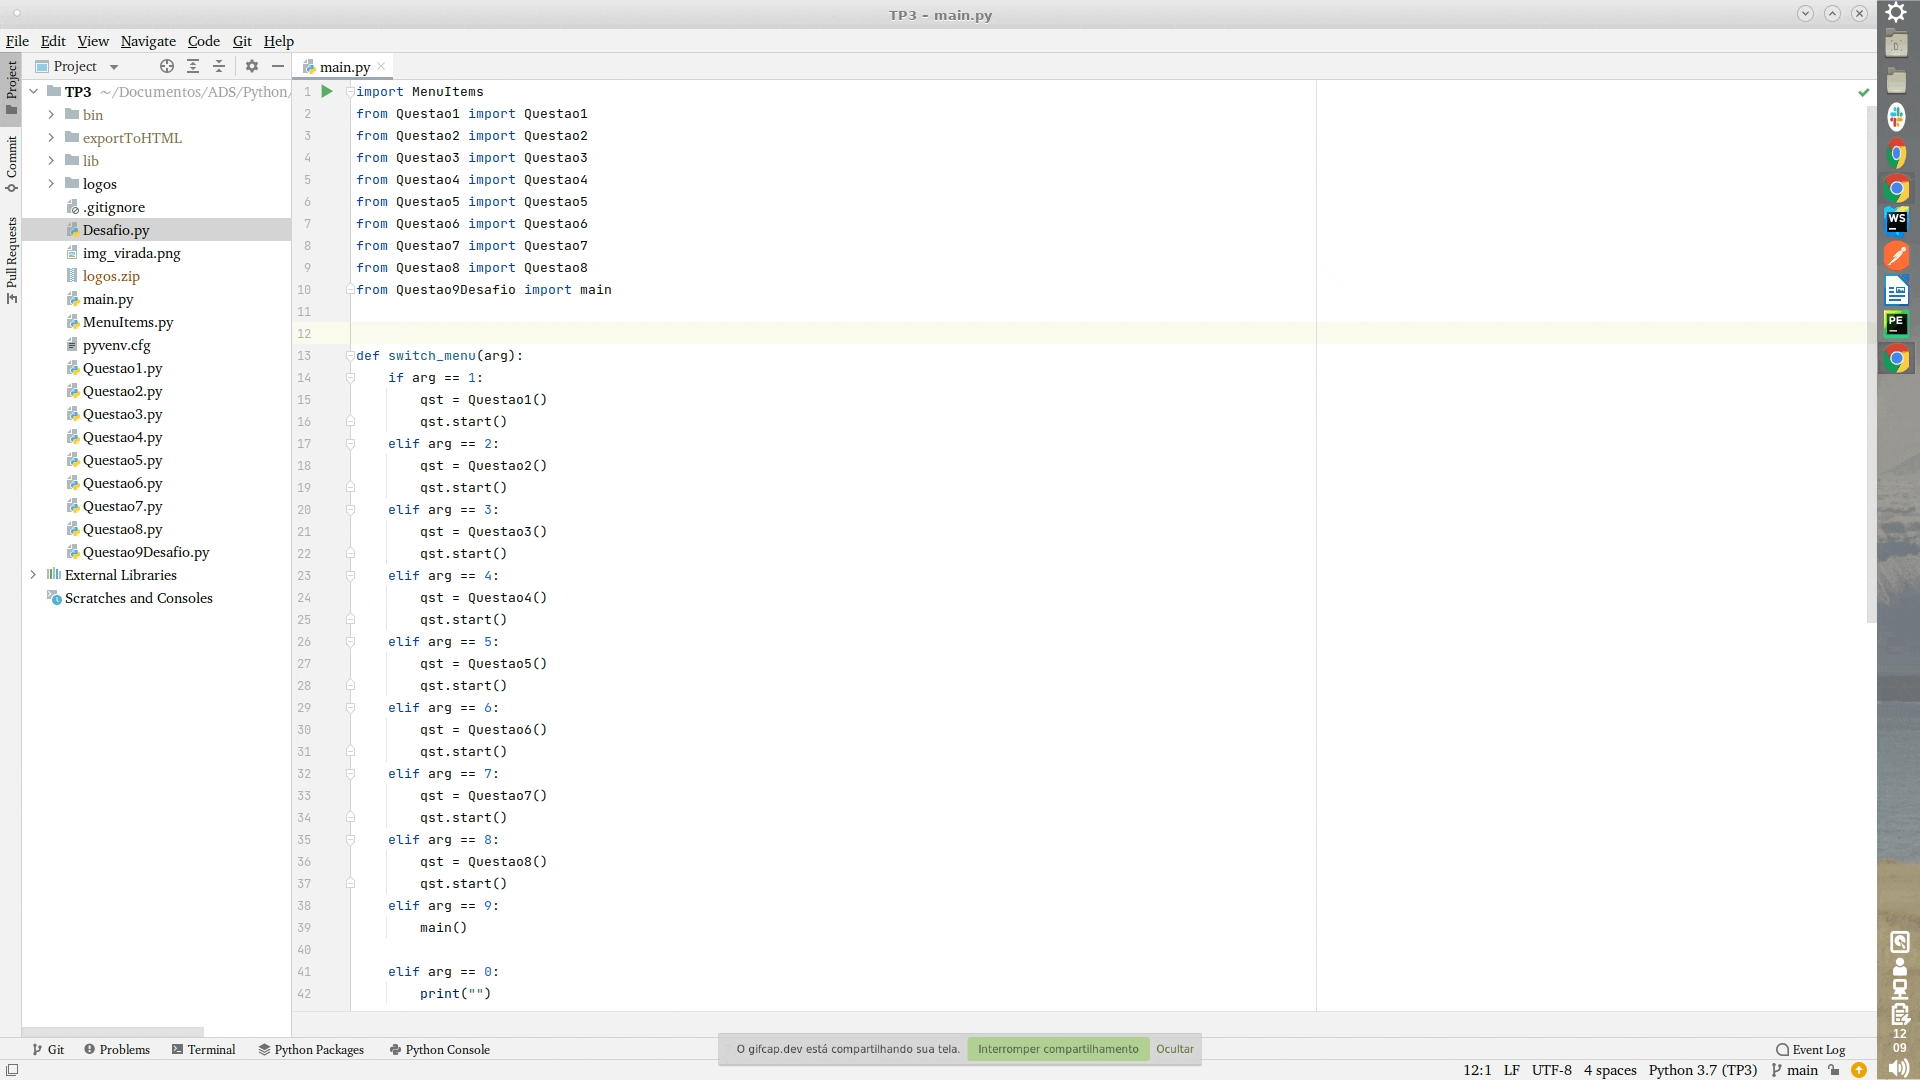 TP3 - main.py
File Edit View Navigate Code Git Help
Project
main.py
Project
Commit
Pull Requests
TP3 ~/Documentos/ADS/Python/
bin
exportToHTML
lib
logos
.gitignore
Desafio.py
img_virada.png
logos.zip
main.py
MenuItems.py
pyvenv.cfg
Questao1.py
Questao2.py
Questao3.py
Questao4.py
Questao5.py
Questao6.py
Questao7.py
Questao8.py
Questao9Desafio.py
External Libraries
Scratches and Consoles
1 import MenuItems
2 from Questao1 import Questao1
3 from Questao2 import Questao2
4 from Questao3 import Questao3
5 from Questao4 import Questao4
6 from Questao5 import Questao5
7 from Questao6 import Questao6
8 from Questao7 import Questao7
9 from Questao8 import Questao8
10 from Questao9Desafio import main
11
12
13 def switch_menu(arg):
14 if arg == 1:
15 qst = Questao1()
16 qst.start()
17 elif arg == 2:
18 qst = Questao2()
19 qst.start()
20 elif arg == 3:
21 qst = Questao3()
22 qst.start()
23 elif arg == 4:
24 qst = Questao4()
25 qst.start()
26 elif arg == 5:
27 qst = Questao5()
28 qst.start()
29 elif arg == 6:
30 qst = Questao6()
31 qst.start()
32 elif arg == 7:
33 qst = Questao7()
34 qst.start()
35 elif arg == 8:
36 qst = Questao8()
37 qst.start()
38 elif arg == 9:
39 main()
40
41 elif arg == 0:
42 print("")
WS
PE
12
09
Git Problems Terminal Python Packages Python Console
O gifcap.dev está compartilhando sua tela. Interromper compartilhamento Ocultar
Event Log
12:1 LF UTF-8 4 spaces Python 3.7 (TP3) main